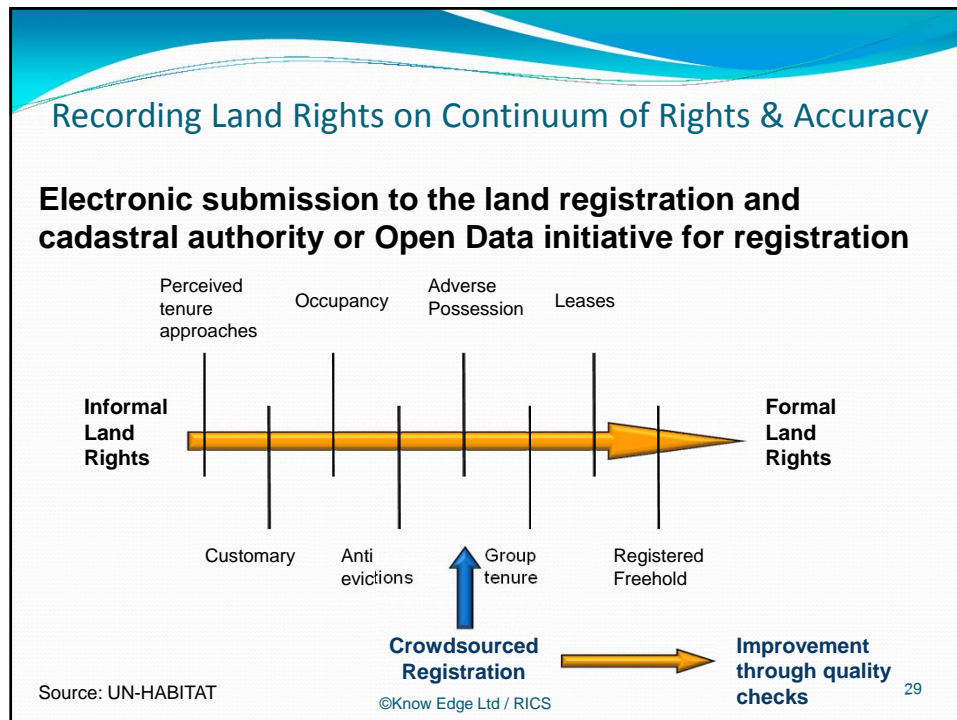 Recording Land Rights on Continuum of Rights & Accuracy
Electronic submission to the land registration and
cadastral authority or Open Data initiative for registration
Perceived
tenure
approaches
Occupancy
Adverse
Possession
Leases
Informal
Land
Rights
Formal
Land
Rights
Customary
Anti
evictions
Group
tenure
Registered
Freehold
Crowdsourced
Registration
Improvement
through quality
checks
Source: UN-HABITAT
©Know Edge Ltd / RICS
29